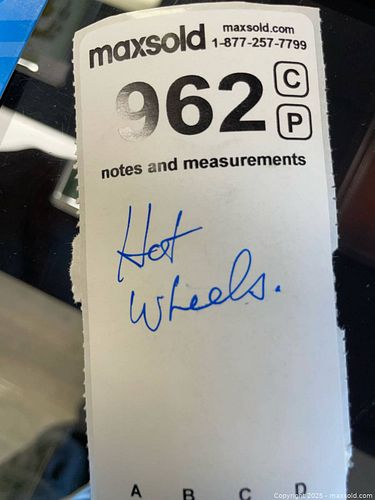 maxsold maxsold.com
1-877-257-7799
962 C
P
notes and measurements
Hot
Wheels.
A B C D
Copyright 2025 - maxsold.com